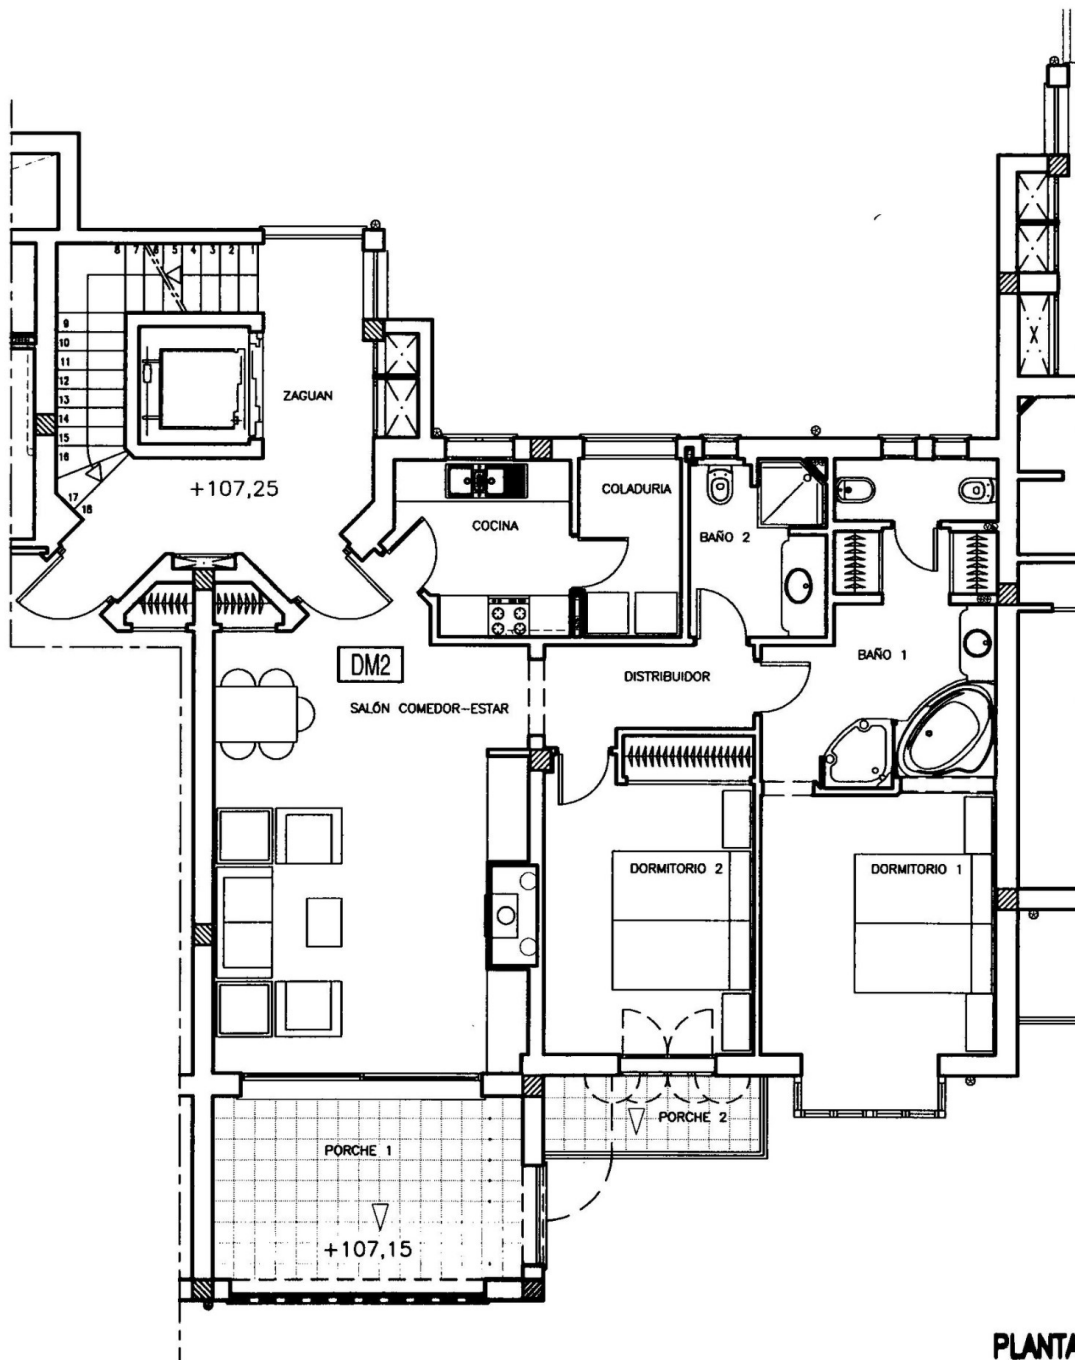 8 7 6 5 4 3 2 1
9
10
11
12
13
14
15
16
17
18
ZAGUAN
+107,25
COCINA
COLADURIA
BAÑO 2
X
DM2
SALÓN COMEDOR-ESTAR
DISTRIBUIDOR
BAÑO 1
DORMITORIO 2
DORMITORIO 1
PORCHE 1
PORCHE 2
+107,15
PLANTA